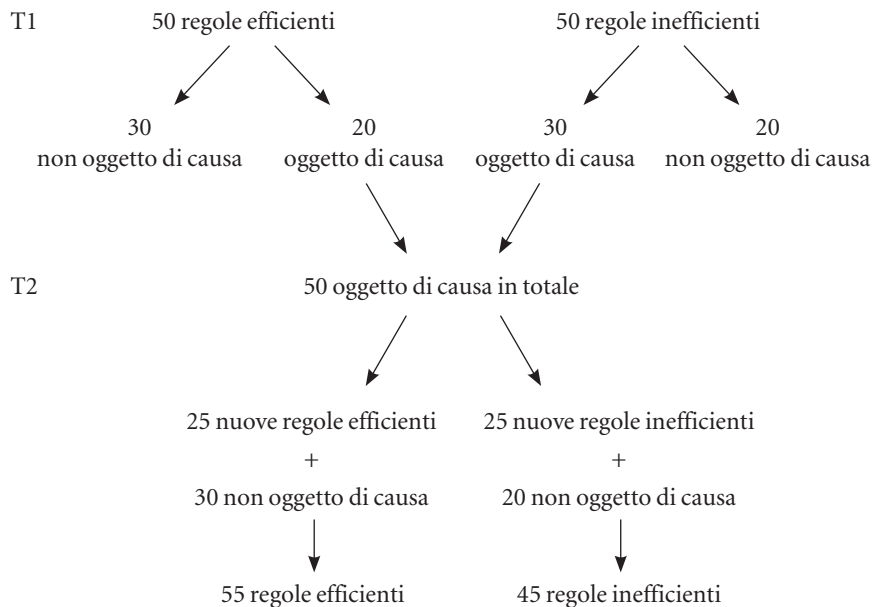 T1 50 regole efficienti 50 regole inefficienti
30 20 30 20
non oggetto di causa oggetto di causa oggetto di causa non oggetto di causa
T2 50 oggetto di causa in totale
25 nuove regole efficienti 25 nuove regole inefficienti
+ +
30 non oggetto di causa 20 non oggetto di causa
55 regole efficienti 45 regole inefficienti